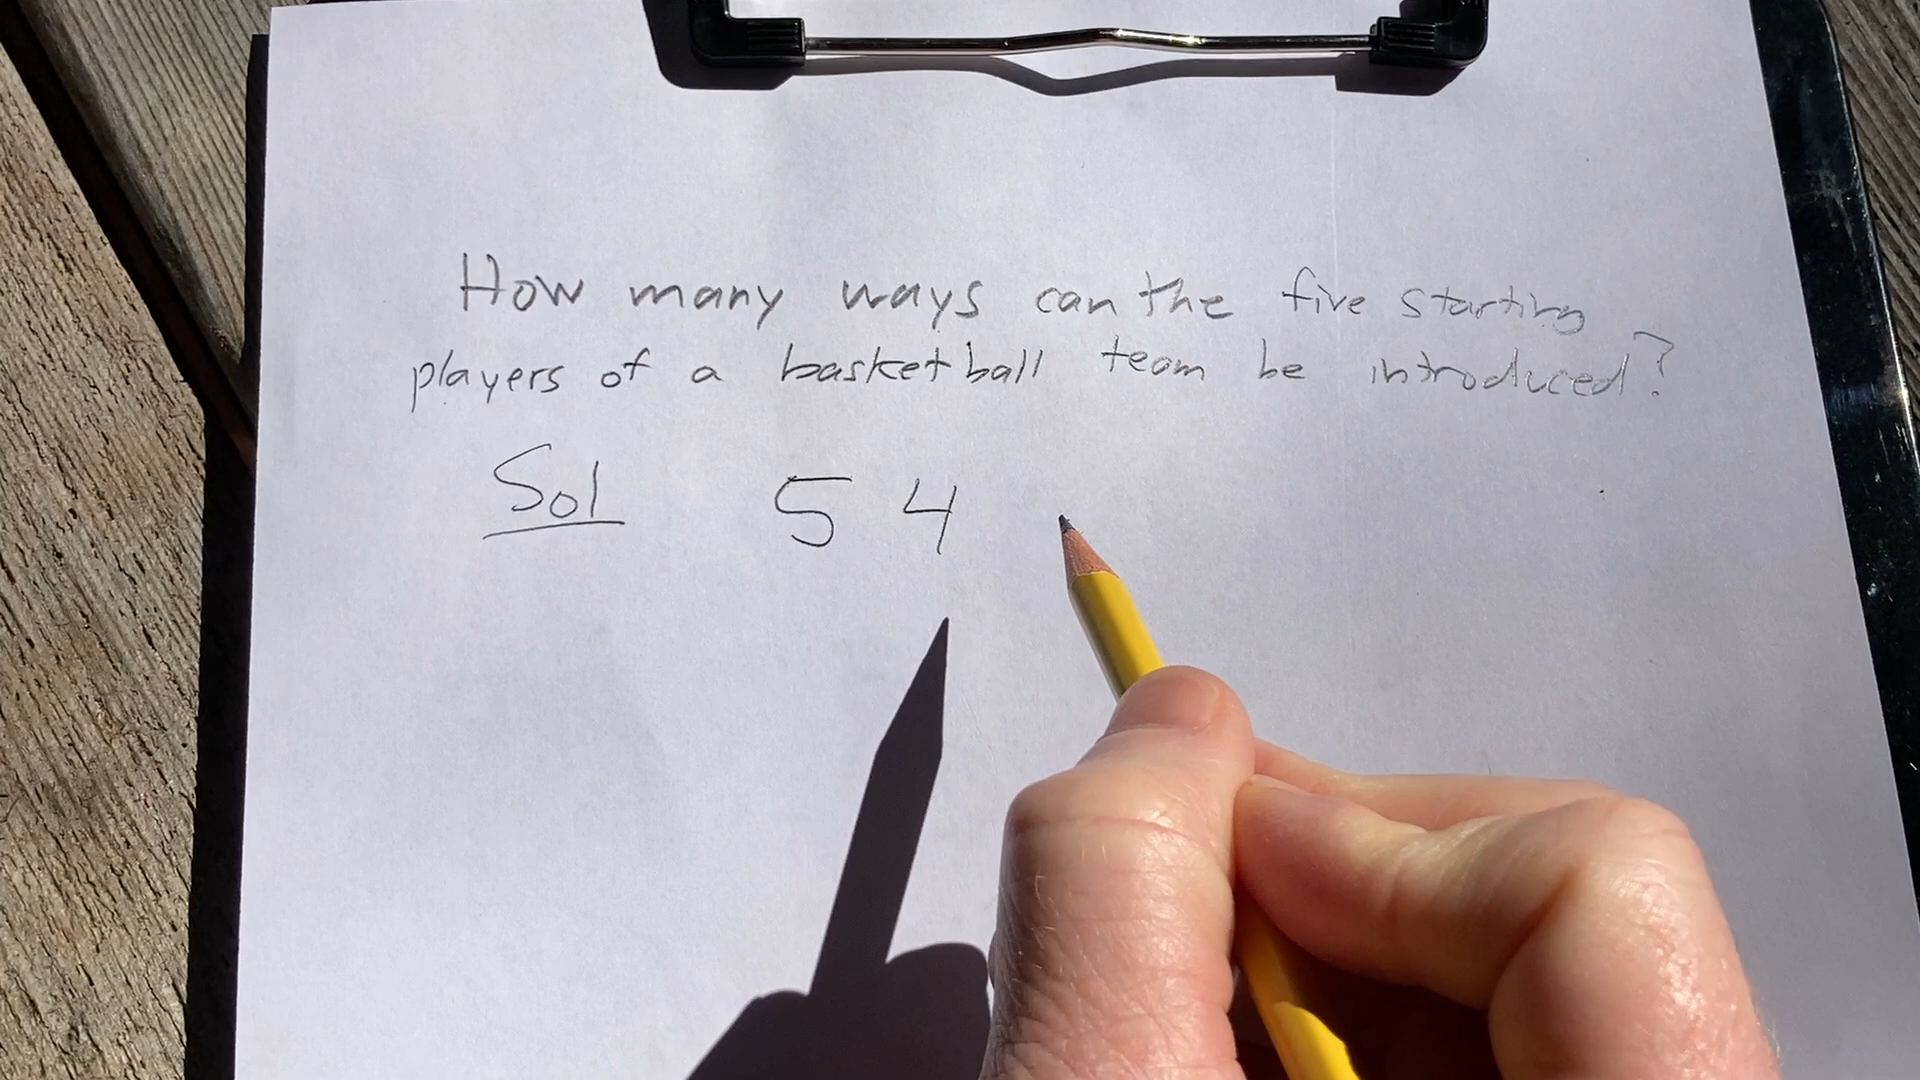 How many ways can the five starting
players of a basketball team be introduced?
Sol 5 4